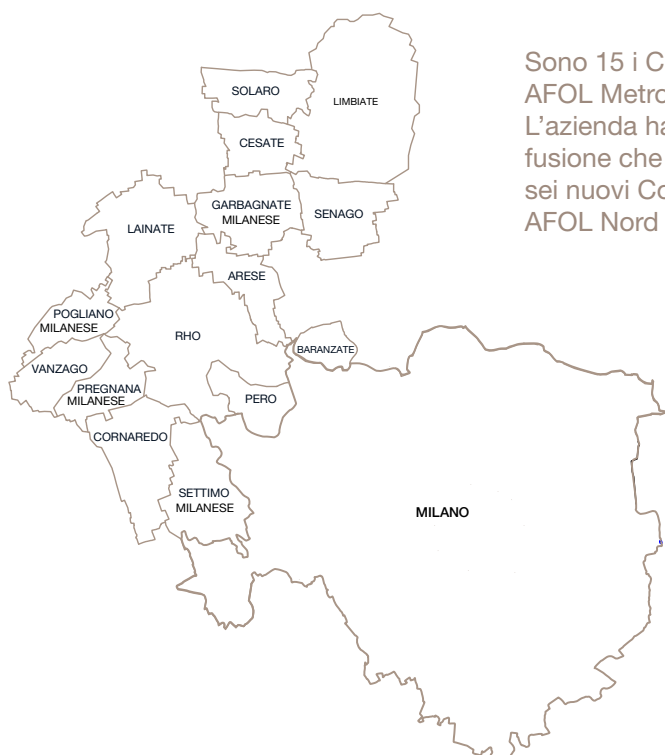 Sono 15 i C
AFOL Metro
L'azienda ha
fusione che
sei nuovi Co
AFOL Nord
SOLARO
LIMBIATE
CESATE
GARBAGNATE
MILANESE
SENAGO
LAINATE
ARESE
POGLIANO
MILANESE
RHO
BARANZATE
VANZAGO
PREGNANA
MILANESE
PERO
CORNAREDO
SETTIMO
MILANESE
MILANO